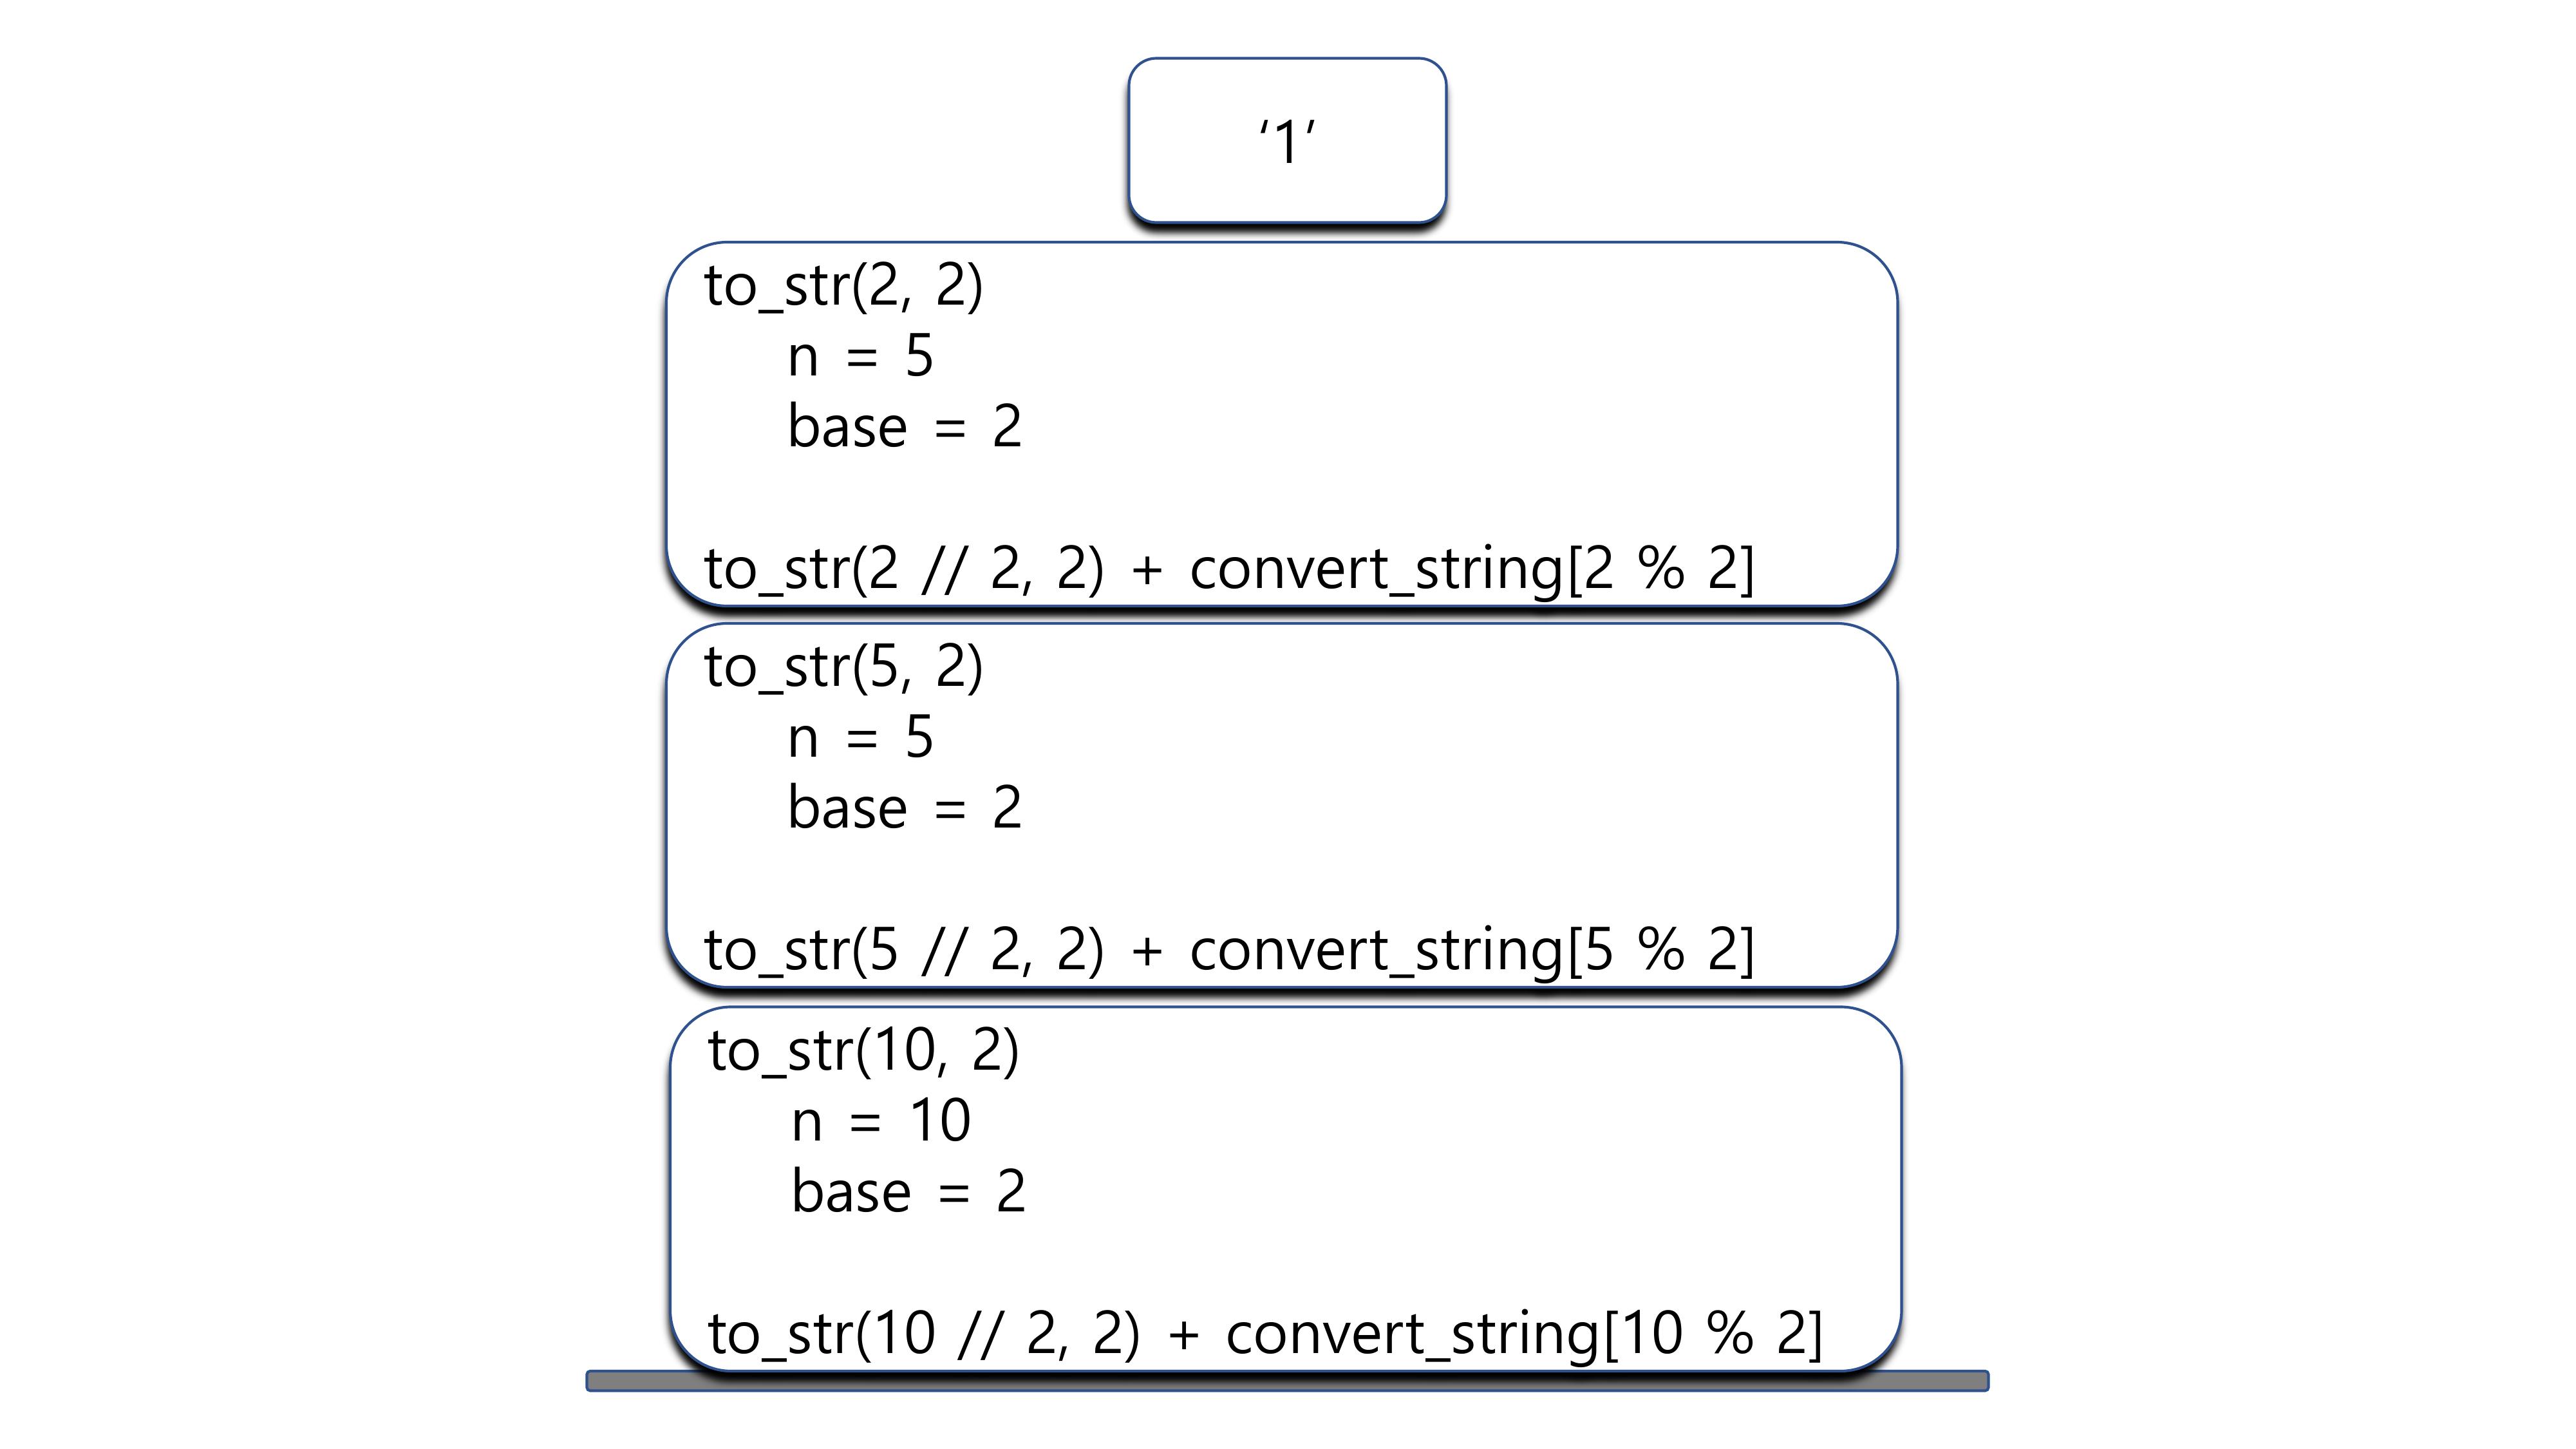 ‘1’
to_str(2, 2)
n = 5
base = 2
to_str(2 // 2, 2) + convert_string[2 % 2]
to_str(5, 2)
n = 5
base = 2
to_str(5 // 2, 2) + convert_string[5 % 2]
to_str(10, 2)
n = 10
base = 2
to_str(10 // 2, 2) + convert_string[10 % 2]